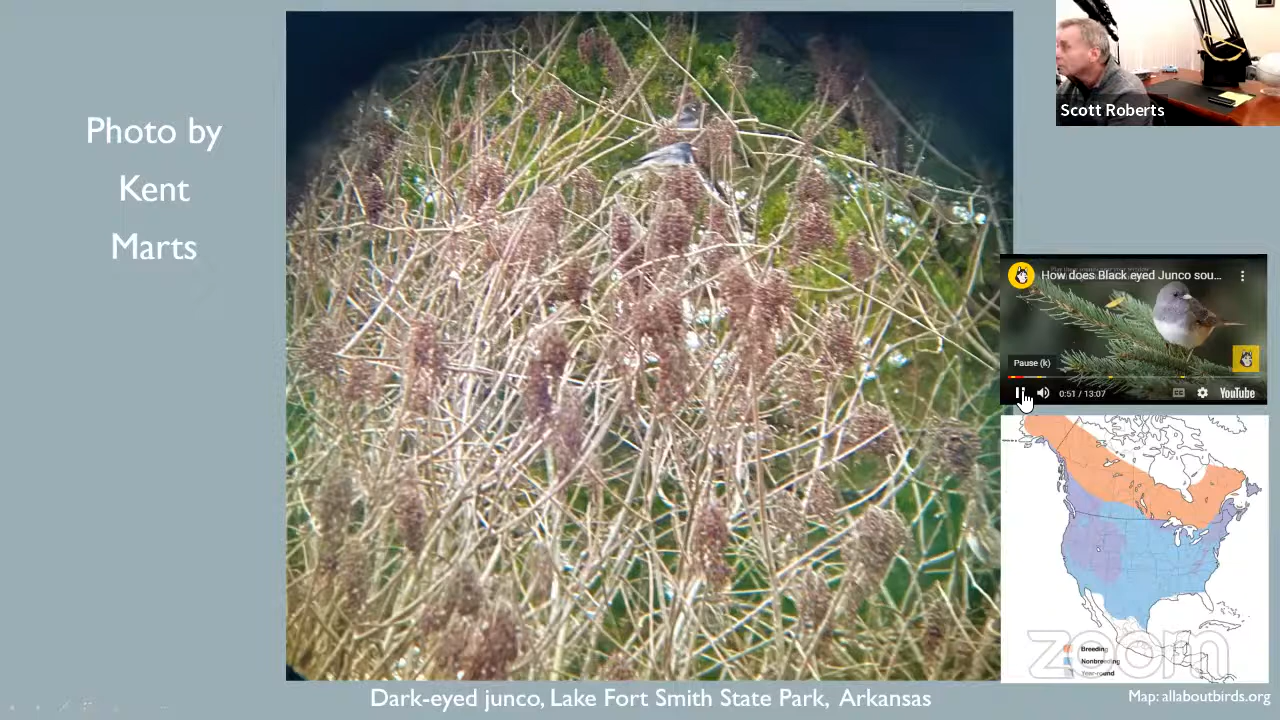 Photo by
Kent
Marts
Scott Roberts
How does Black eyed Junco sou...
Pause (k)
0:51 / 13:07
CC
YouTube
zoom
Breeding
Nonbreeding
Year-round
Dark-eyed junco, Lake Fort Smith State Park, Arkansas
Map: allaboutbirds.org